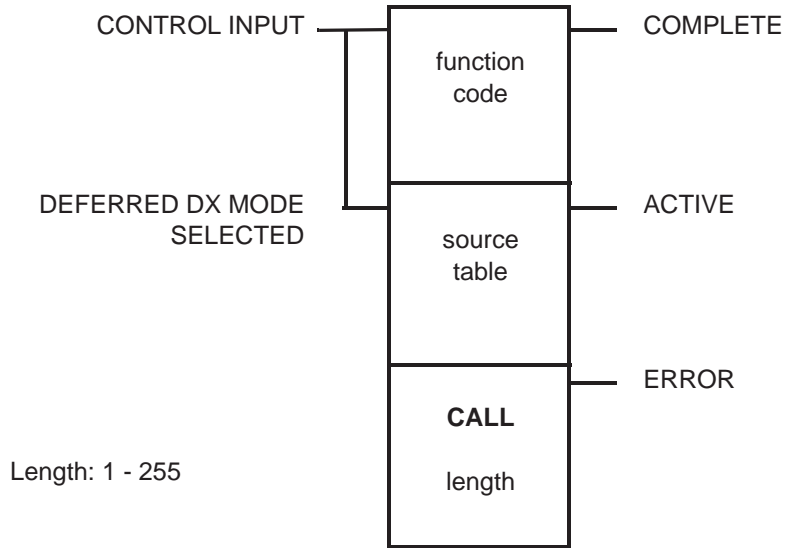 CONTROL INPUT
COMPLETE
function
code
DEFERRED DX MODE
SELECTED
ACTIVE
source
table
ERROR
CALL
length
Length: 1 - 255